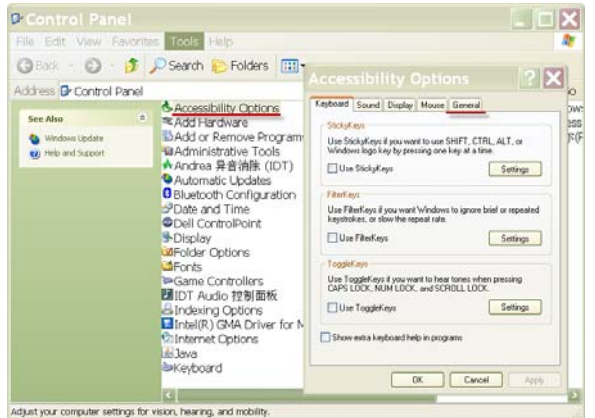 Control Panel
File Edit View Favorites Tools Help
Back Search Folders
Address Control Panel
See Also
Windows Update
Help and Support
Accessibility Options
Add Hardware
Add or Remove Program
Administrative Tools
Andrea 异音消除 (IDT)
Automatic Updates
Bluetooth Configuration
Date and Time
Dell ControlPoint
Display
Folder Options
Fonts
Game Controllers
IDT Audio 控制面板
Indexing Options
Intel(R) GMA Driver for M
Internet Options
Java
Keyboard
Accessibility Options
Keyboard Sound Display Mouse General
StickyKeys
Use StickyKeys if you want to use SHIFT, CTRL, ALT, or
Windows logo key by pressing one key at a time.
Use StickyKeys Settings
FilterKeys
Use FilterKeys if you want Windows to ignore brief or repeated
keystrokes, or slow the repeat rate.
Use FilterKeys Settings
ToggleKeys
Use ToggleKeys if you want to hear tones when pressing
CAPS LOCK, NUM LOCK, and SCROLL LOCK.
Use ToggleKeys Settings
Show extra keyboard help in programs
OK Cancel Apply
Adjust your computer settings for vision, hearing, and mobility.